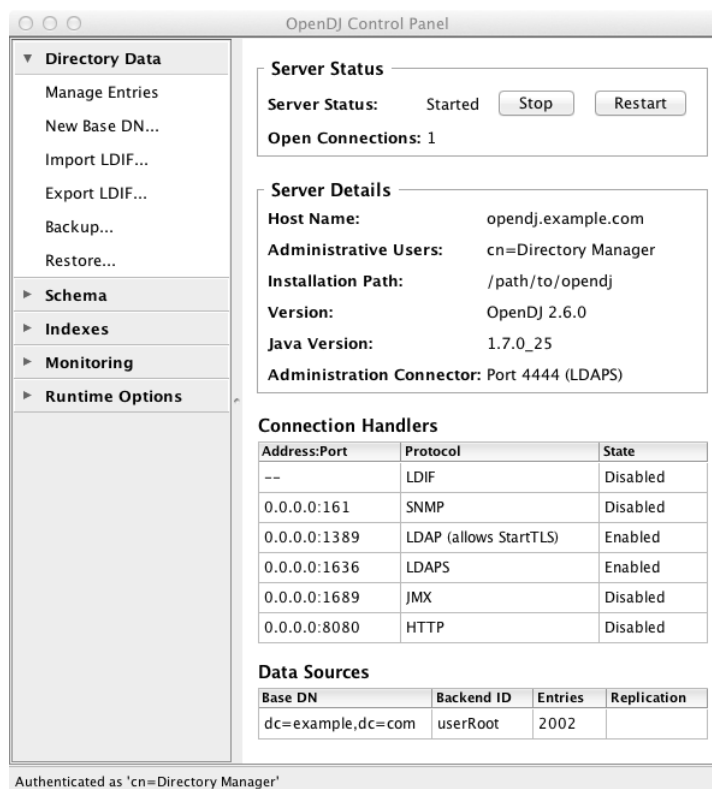 OpenDJ Control Panel
Directory Data
Manage Entries
New Base DN...
Import LDIF...
Export LDIF...
Backup...
Restore...
Schema
Indexes
Monitoring
Runtime Options
Server Status
Server Status: Started Stop Restart
Open Connections: 1
Server Details
Host Name: opendj.example.com
Administrative Users: cn=Directory Manager
Installation Path: /path/to/opendj
Version: OpenDJ 2.6.0
Java Version: 1.7.0_25
Administration Connector: Port 4444 (LDAPS)
Connection Handlers
Address:Port Protocol State
-- LDIF Disabled
0.0.0.0:161 SNMP Disabled
0.0.0.0:1389 LDAP (allows StartTLS) Enabled
0.0.0.0:1636 LDAPS Enabled
0.0.0.0:1689 JMX Disabled
0.0.0.0:8080 HTTP Disabled
Data Sources
Base DN Backend ID Entries Replication
dc=example,dc=com userRoot 2002
Authenticated as 'cn=Directory Manager'